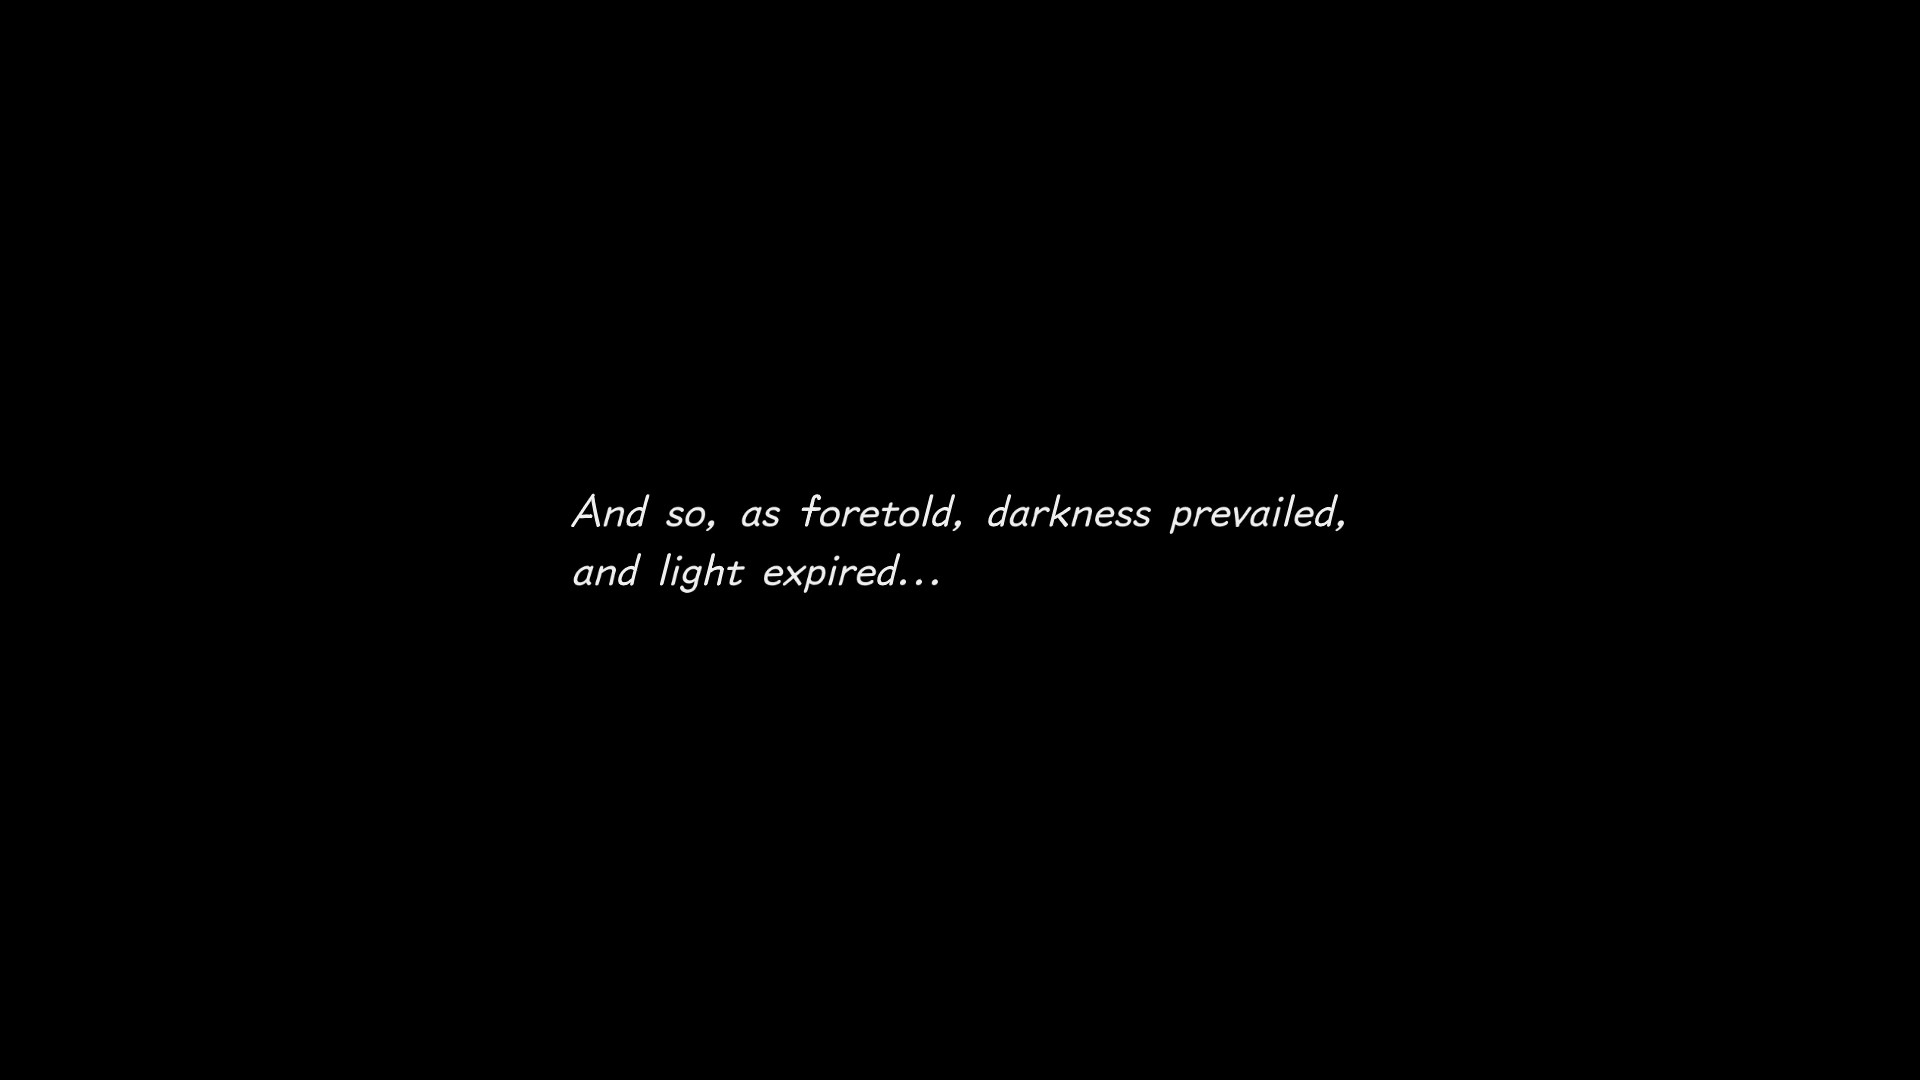 And so, as foretold, darkness prevailed,
and light expired...